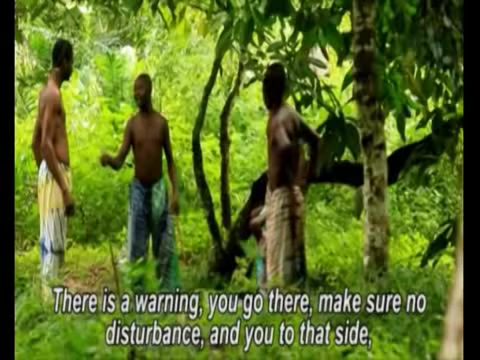 There is a warning, you go there, make sure no
disturbance, and you to that side,